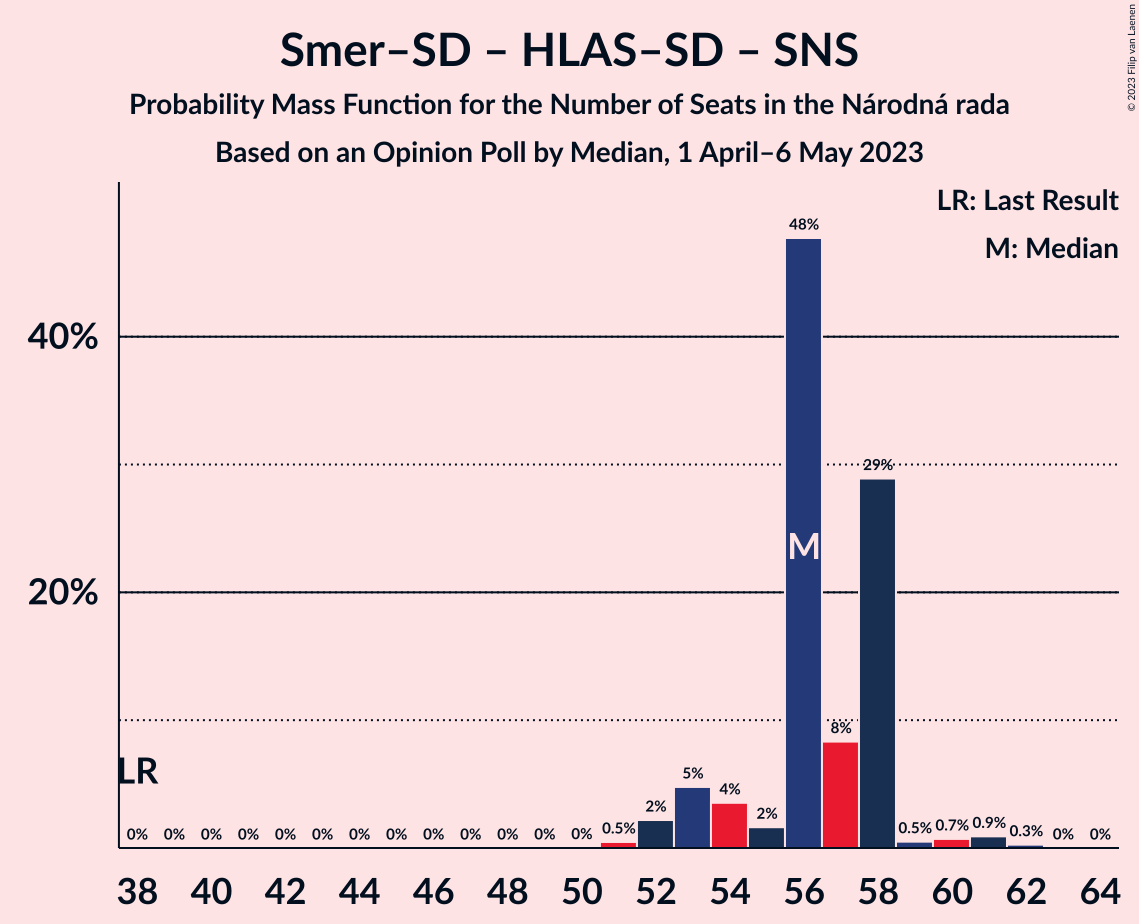 Smer–SD – HLAS–SD – SNS
Probability Mass Function for the Number of Seats in the Národná rada
Based on an Opinion Poll by Median, 1 April–6 May 2023
© 2023 Filip van Laenen
LR: Last Result
M: Median
40%
20%
LR
M
0% 0% 0% 0% 0% 0% 0% 0% 0% 0% 0% 0% 0% 0.5% 2% 5% 4% 2% 48% 8% 29% 0.5% 0.7% 0.9% 0.3% 0% 0%
38 40 42 44 46 48 50 52 54 56 58 60 62 64